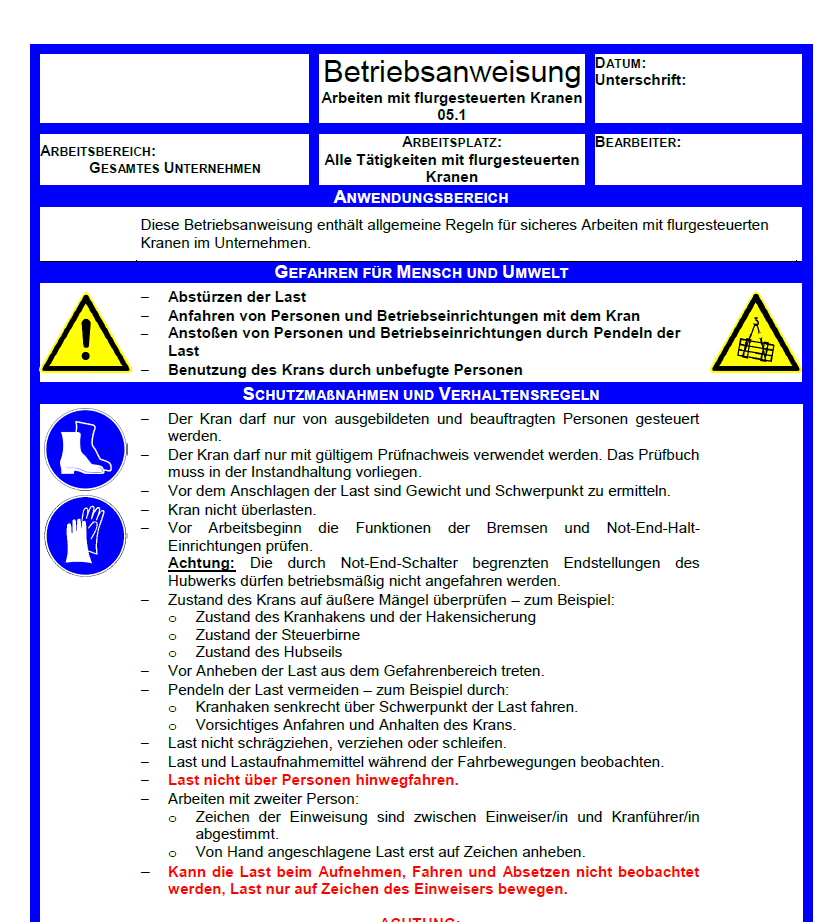 Betriebsanweisung
Arbeiten mit flurgesteuerten Kranen
05.1
DATUM:
Unterschrift:
ARBEITSBEREICH:
GESAMTES UNTERNEHMEN
ARBEITSPLATZ:
Alle Tätigkeiten mit flurgesteuerten
Kranen
BEARBEITER:
ANWENDUNGSBEREICH
Diese Betriebsanweisung enthält allgemeine Regeln für sicheres Arbeiten mit flurgesteuerten
Kranen im Unternehmen.
GEFAHREN FÜR MENSCH UND UMWELT
– Abstürzen der Last
– Anfahren von Personen und Betriebseinrichtungen mit dem Kran
– Anstoßen von Personen und Betriebseinrichtungen durch Pendeln der
Last
– Benutzung des Krans durch unbefugte Personen
SCHUTZMAßNAHMEN UND VERHALTENSREGELN
– Der Kran darf nur von ausgebildeten und beauftragten Personen gesteuert
werden.
– Der Kran darf nur mit gültigem Prüfnachweis verwendet werden. Das Prüfbuch
muss in der Instandhaltung vorliegen.
– Vor dem Anschlagen der Last sind Gewicht und Schwerpunkt zu ermitteln.
– Kran nicht überlasten.
– Vor Arbeitsbeginn die Funktionen der Bremsen und Not-End-Halt-
Einrichtungen prüfen.
Achtung: Die durch Not-End-Schalter begrenzten Endstellungen des
Hubwerks dürfen betriebsmäßig nicht angefahren werden.
– Zustand des Krans auf äußere Mängel überprüfen – zum Beispiel:
o Zustand des Kranhakens und der Hakensicherung
o Zustand der Steuerbirne
o Zustand des Hubseils
– Vor Anheben der Last aus dem Gefahrenbereich treten.
– Pendeln der Last vermeiden – zum Beispiel durch:
o Kranhaken senkrecht über Schwerpunkt der Last fahren.
o Vorsichtiges Anfahren und Anhalten des Krans.
– Last nicht schrägziehen, verziehen oder schleifen.
– Last und Lastaufnahmemittel während der Fahrbewegungen beobachten.
– Last nicht über Personen hinwegfahren.
– Arbeiten mit zweiter Person:
o Zeichen der Einweisung sind zwischen Einweiser/in und Kranführer/in
abgestimmt.
o Von Hand angeschlagene Last erst auf Zeichen anheben.
– Kann die Last beim Aufnehmen, Fahren und Absetzen nicht beobachtet
werden, Last nur auf Zeichen des Einweisers bewegen.
ACHTUNG: